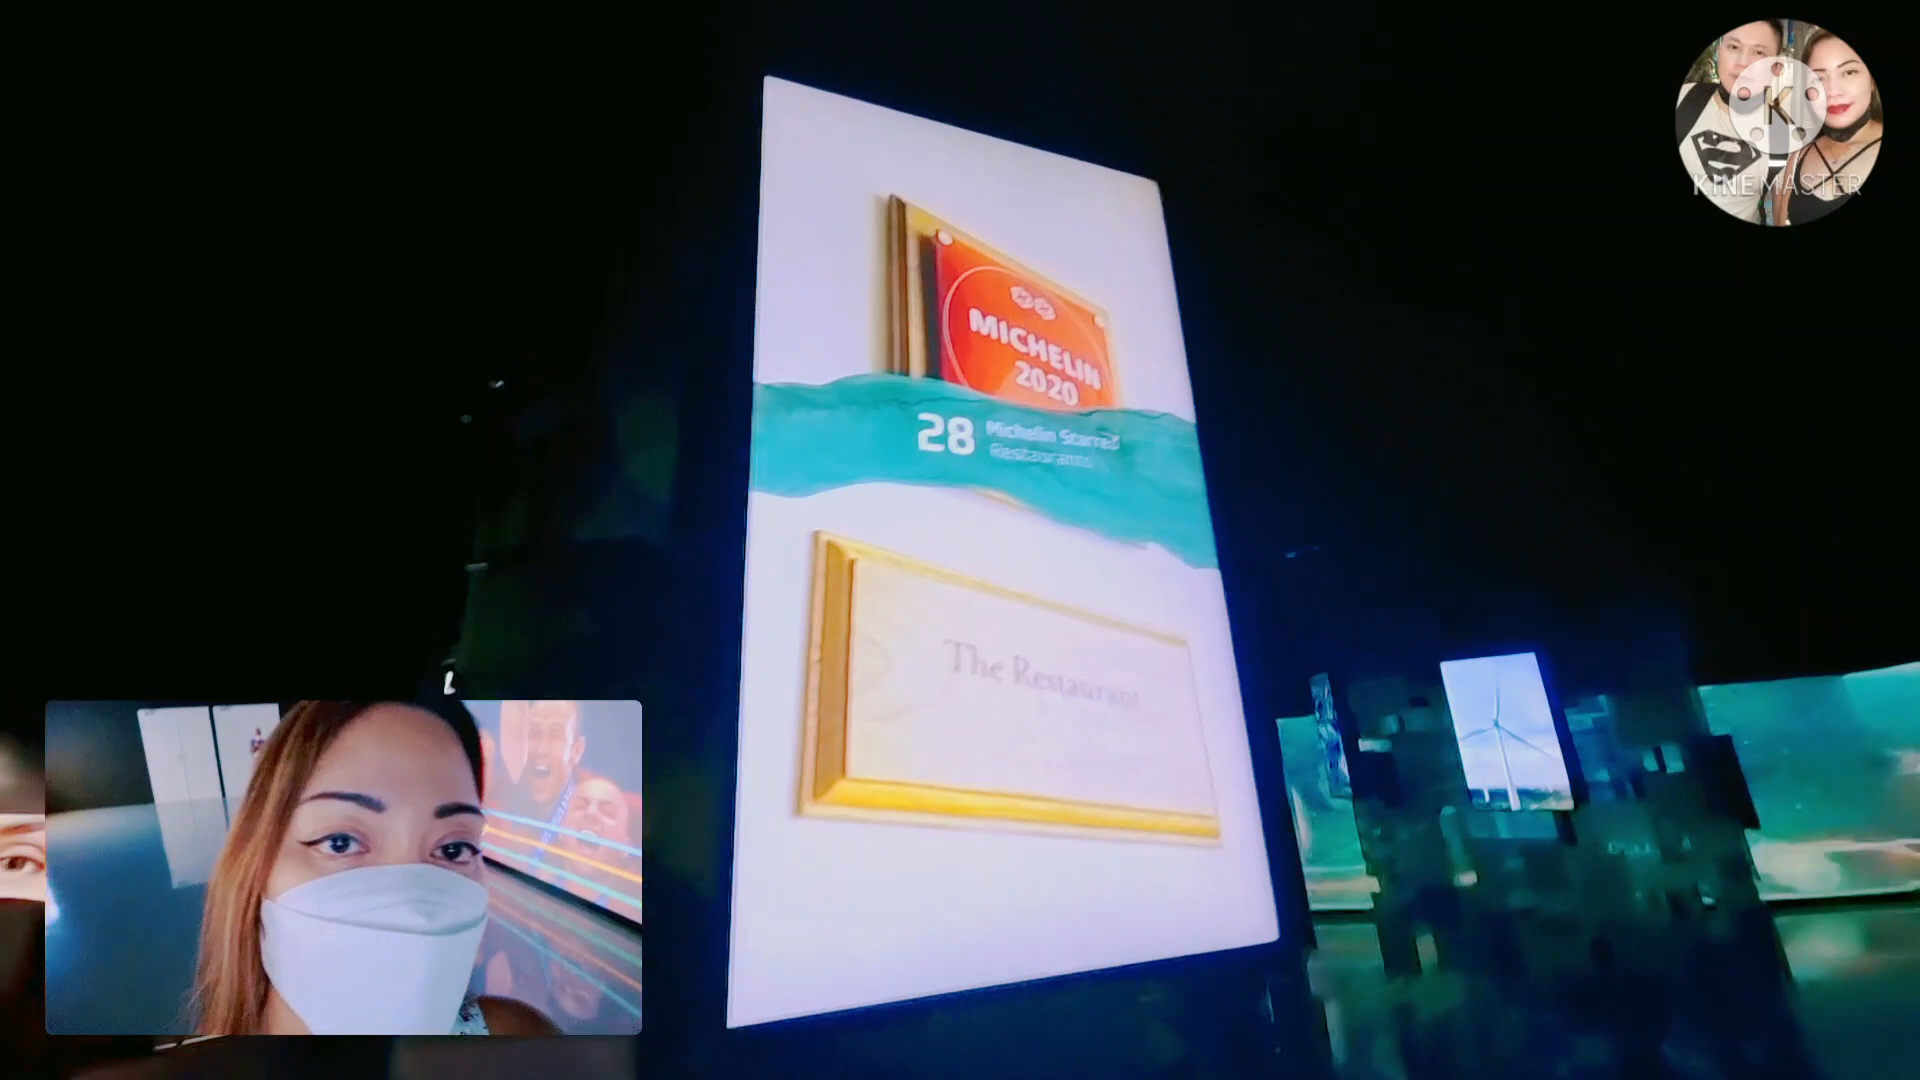 MICHELIN
2020
28 Michelin Starred
Restaurants
The Restaurant
K
KINEMASTER